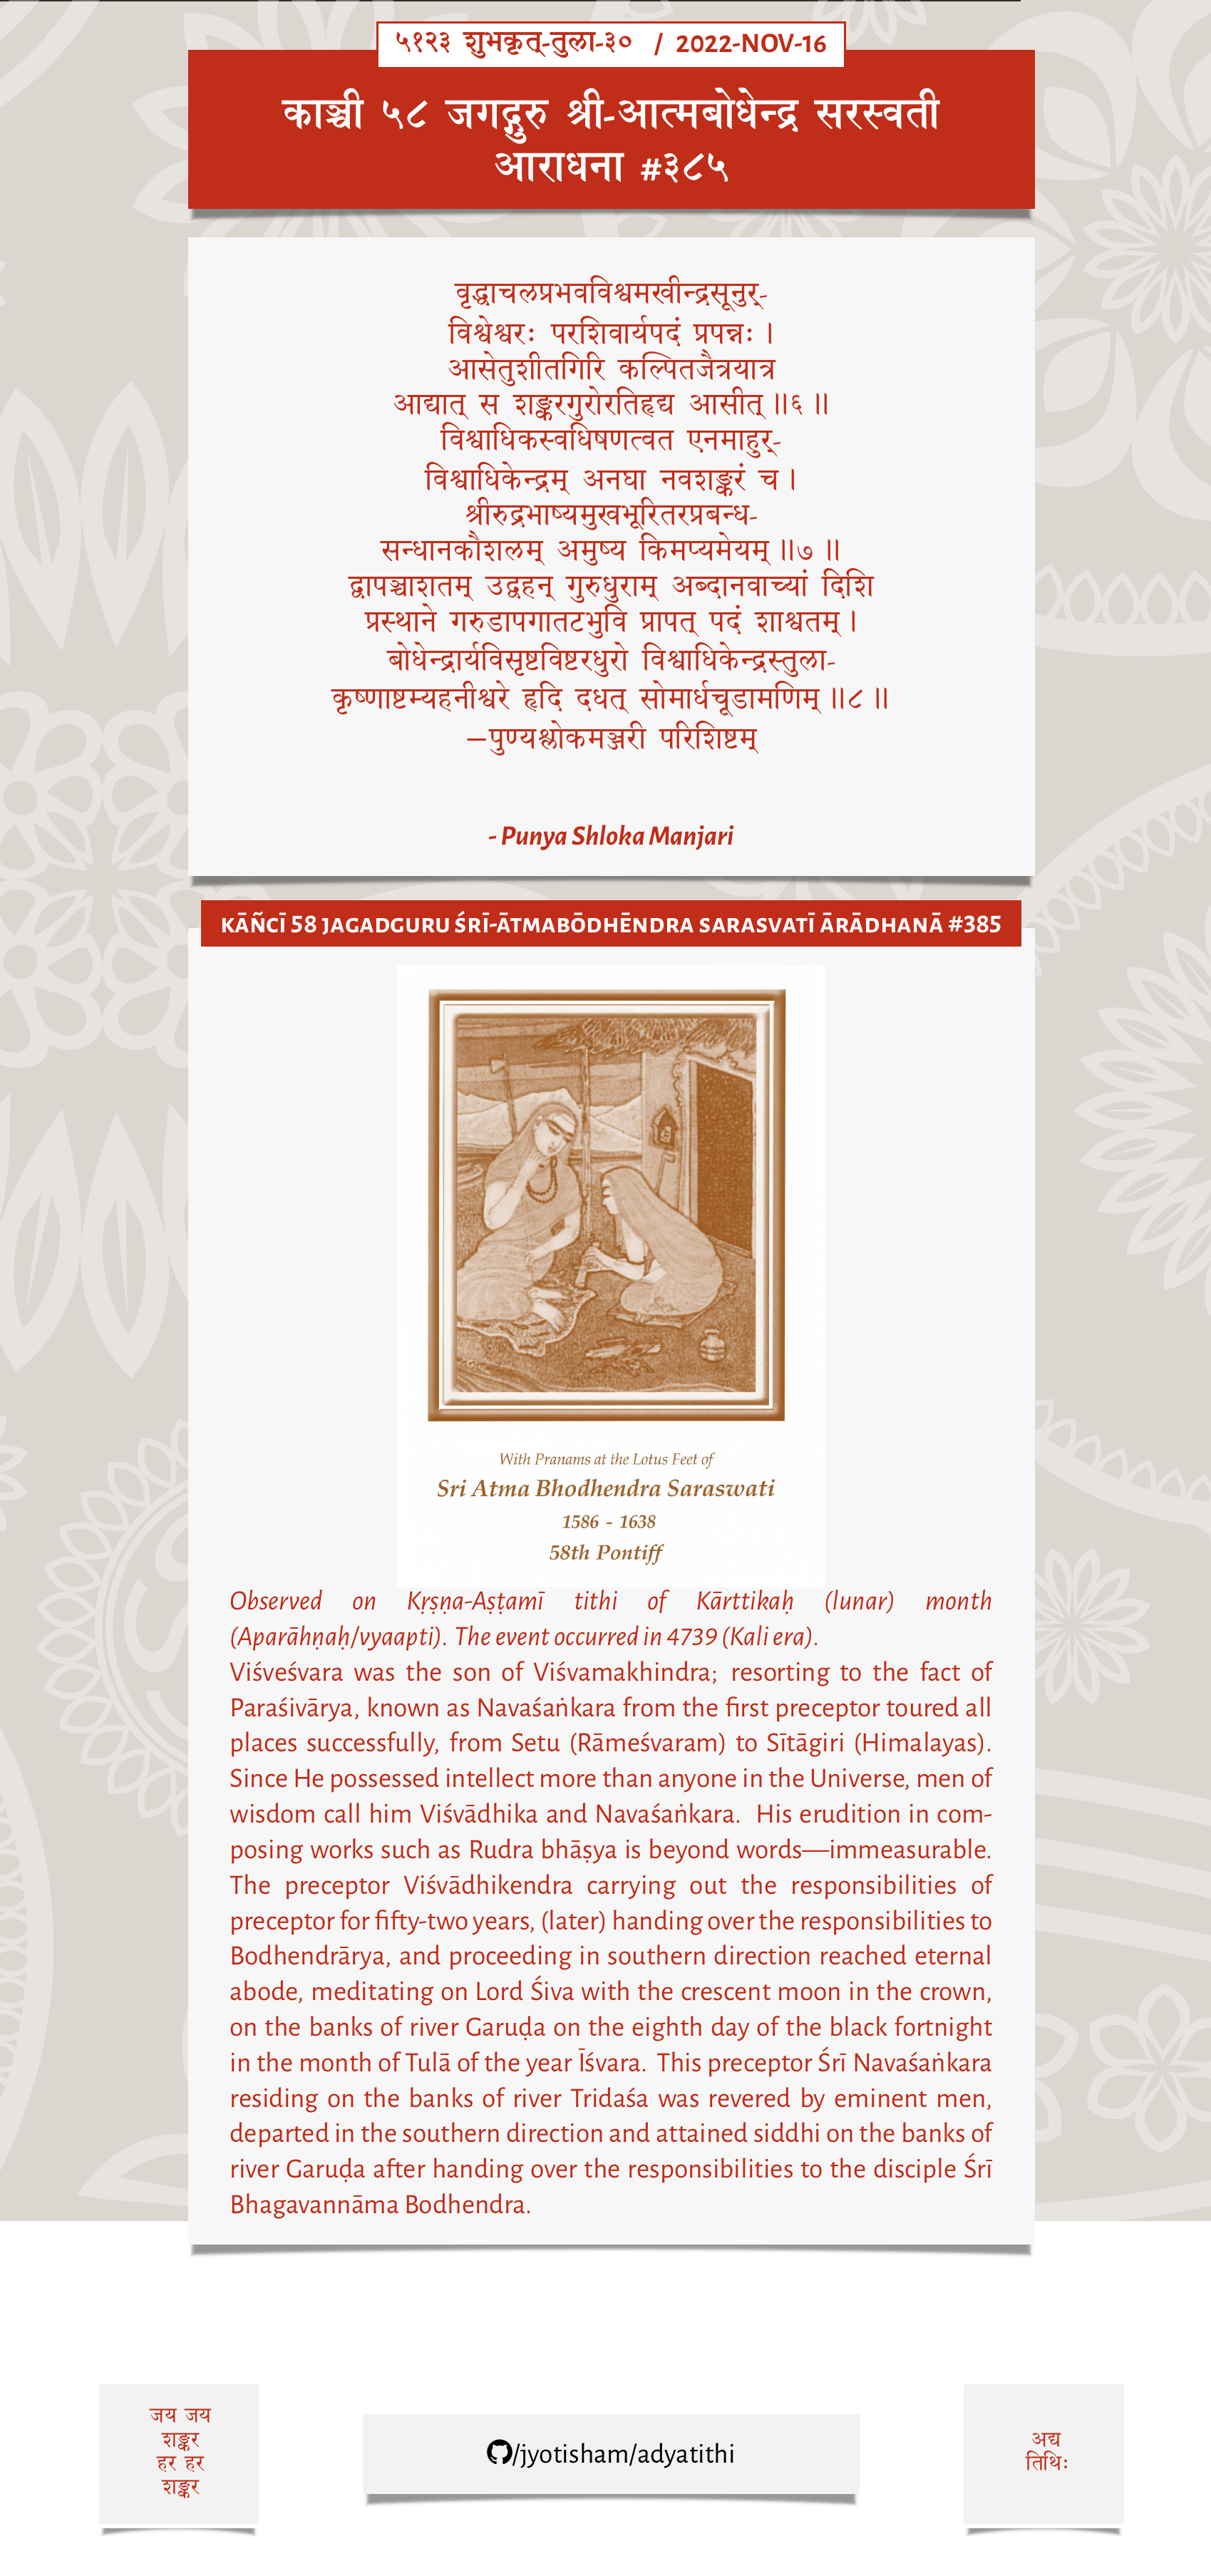 ५१२३ शुभकृत्-तुला-३० / 2022-NOV-16
काञ्ची ५८ जगद्गुरु श्री-आत्मबोधेन्द्र सरस्वती
आराधना #३८५
वृद्धाचलप्रभवविश्वमखीन्द्रसूनुर्-
विश्वेश्वरः परशिवार्यपदं प्रपन्नः ।
आसेतुशीतगिरि कल्पितजैत्रयात्र
आद्यात् स शङ्करगुरोरतिहृद्य आसीत् ॥६ ॥
विश्वाधिकस्वधिषणत्वत एनमाहुर्-
विश्वाधिकेन्द्रम् अनघा नवशङ्करं च ।
श्रीरुद्रभाष्यमुखभूरितरप्रबन्ध-
सन्धानकौशलम् अमुष्य किमप्यमेयम् ॥७ ॥
द्वापञ्चाशतम् उद्वहन् गुरुधुराम् अब्दानवाच्यां दिशि
प्रस्थाने गरुडापगातटभुवि प्रापत् पदं शाश्वतम् ।
बोधेन्द्रार्यविसृष्टविष्टरधुरो विश्वाधिकेन्द्रस्तुला-
कृष्णाष्टम्यहनीश्वरे हृदि दधत् सोमार्धचूडामणिम् ॥८ ॥
—पुण्यश्लोकमञ्जरी परिशिष्टम्
- Punya Shloka Manjari
KĀÑCĪ 58 JAGADGURU ŚRĪ-ĀTMABŌDHĒNDRA SARASVATĪ ĀRĀDHANĀ #385
With Pranams at the Lotus Feet of
Sri Atma Bhodhendra Saraswati
1586 - 1638
58th Pontiff
Observed on Kṛṣṇa-Aṣṭamī tithi of Kārttikaḥ (lunar) month
(Aparāhṇaḥ/vyaapti). The event occurred in 4739 (Kali era).
Viśveśvara was the son of Viśvamakhindra; resorting to the fact of
Paraśivārya, known as Navaśaṅkara from the first preceptor toured all
places successfully, from Setu (Rāmeśvaram) to Sītāgiri (Himalayas).
Since He possessed intellect more than anyone in the Universe, men of
wisdom call him Viśvādhika and Navaśaṅkara. His erudition in com-
posing works such as Rudra bhāṣya is beyond words—immeasurable.
The preceptor Viśvādhikendra carrying out the responsibilities of
preceptor for fifty-two years, (later) handing over the responsibilities to
Bodhendrārya, and proceeding in southern direction reached eternal
abode, meditating on Lord Śiva with the crescent moon in the crown,
on the banks of river Garuḍa on the eighth day of the black fortnight
in the month of Tulā of the year Īśvara. This preceptor Śrī Navaśaṅkara
residing on the banks of river Tridaśa was revered by eminent men,
departed in the southern direction and attained siddhi on the banks of
river Garuḍa after handing over the responsibilities to the disciple Śrī
Bhagavannāma Bodhendra.
जय जय
शङ्कर
हर हर
शङ्कर
/jyotisham/adyatithi
अद्य
तिथिः